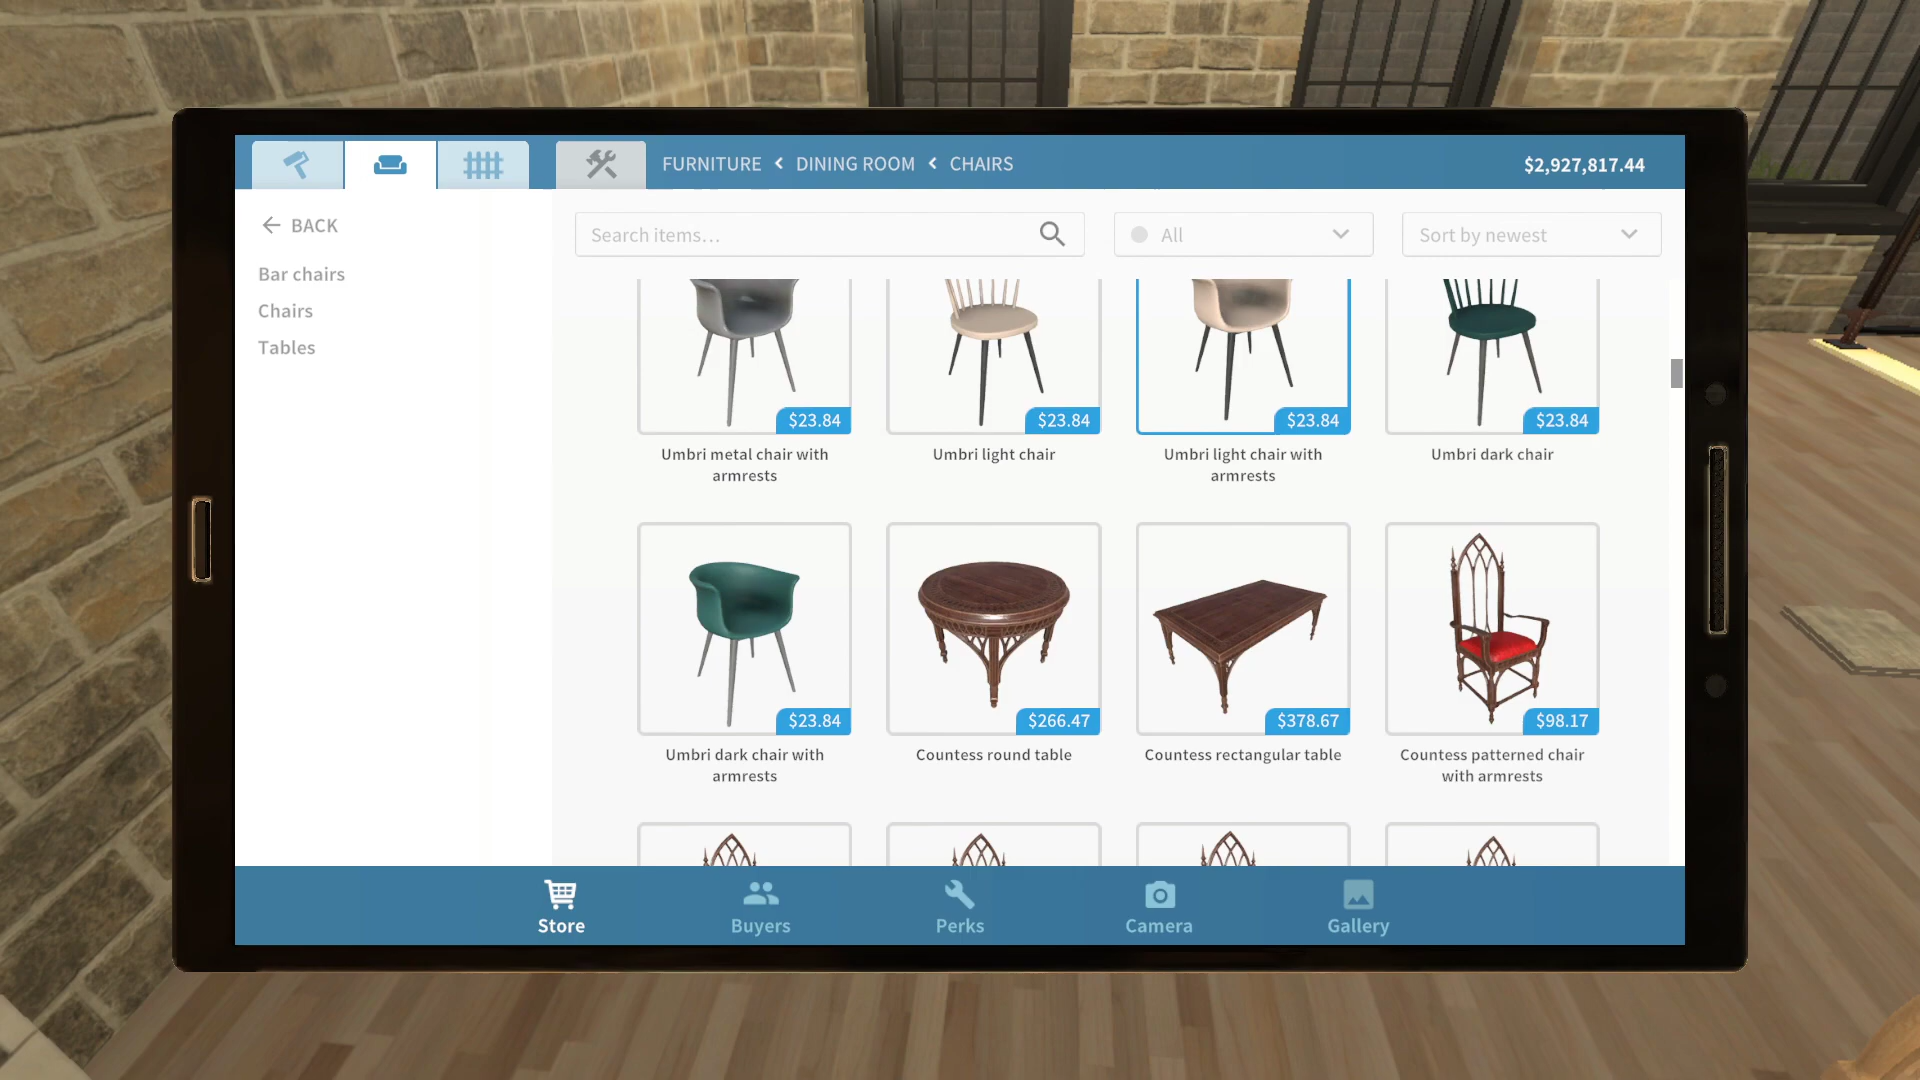 FURNITURE < DINING ROOM < CHAIRS
$2,927,817.44
BACK
Search items...
All
Sort by newest
Bar chairs
Chairs
Tables
$23.84
$23.84
$23.84
$23.84
Umbri metal chair with
armrests
Umbri light chair
Umbri light chair with
armrests
Umbri dark chair
$23.84
$266.47
$378.67
$98.17
Umbri dark chair with
armrests
Countess round table
Countess rectangular table
Countess patterned chair
with armrests
Store
Buyers
Perks
Camera
Gallery